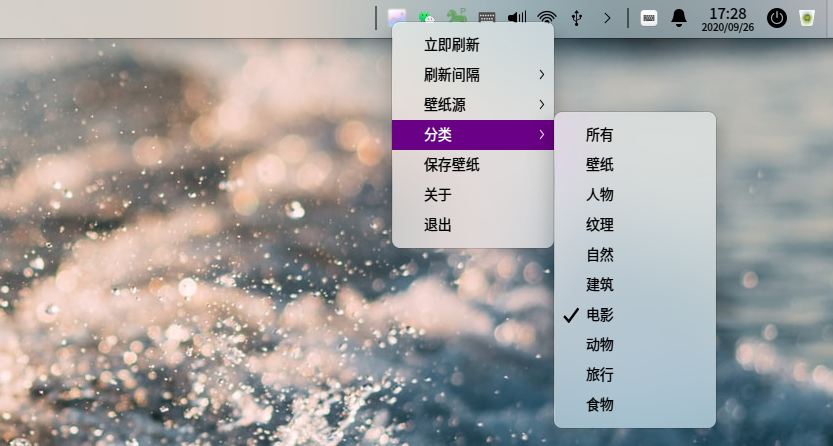 17:28
2020/09/26
立即刷新
刷新间隔
壁纸源
分类
保存壁纸
关于
退出
所有
壁纸
人物
纹理
自然
建筑
电影
动物
旅行
食物